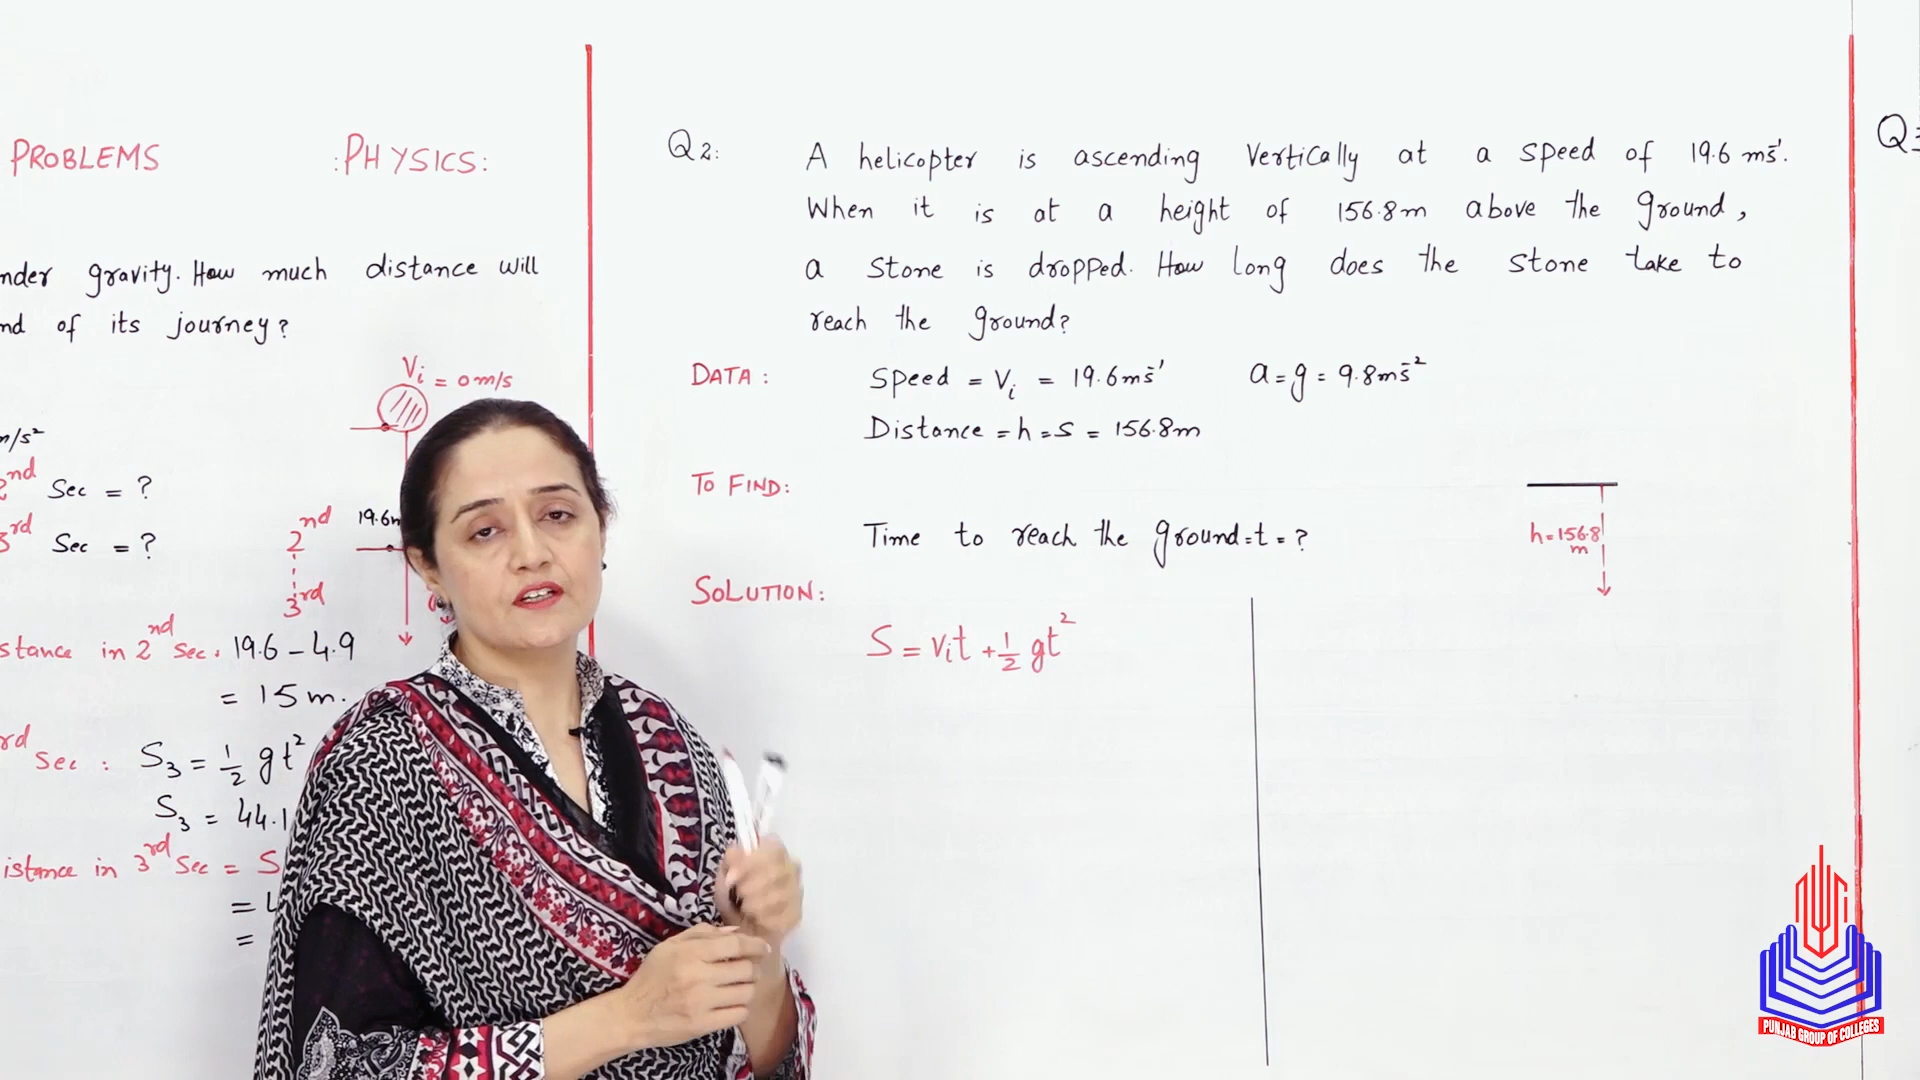 PROBLEMS :PHYSICS:
nder gravity. How much distance will
nd of its journey?
Vi = 0 m/s
m/s²
2nd Sec = ?
3rd Sec = ?
2nd
3rd
19.6m
stance in 2nd Sec: 19.6 - 4.9
= 15 m.
rd Sec : S3 = 1/2 gt²
S3 = 44.1
istance in 3rd Sec = S
=
=
Q2: A helicopter is ascending Vertically at a speed of 19.6 ms⁻¹.
When it is at a height of 156.8m above the ground,
a stone is dropped. How long does the stone take to
reach the ground?
DATA: Speed = Vi = 19.6ms⁻¹ a = g = 9.8ms⁻²
Distance = h = s = 156.8m
TO FIND:
Time to reach the ground = t = ?
h = 156.8
m
SOLUTION:
S = Vit + 1/2 gt²
PUNJAB GROUP OF COLLEGES